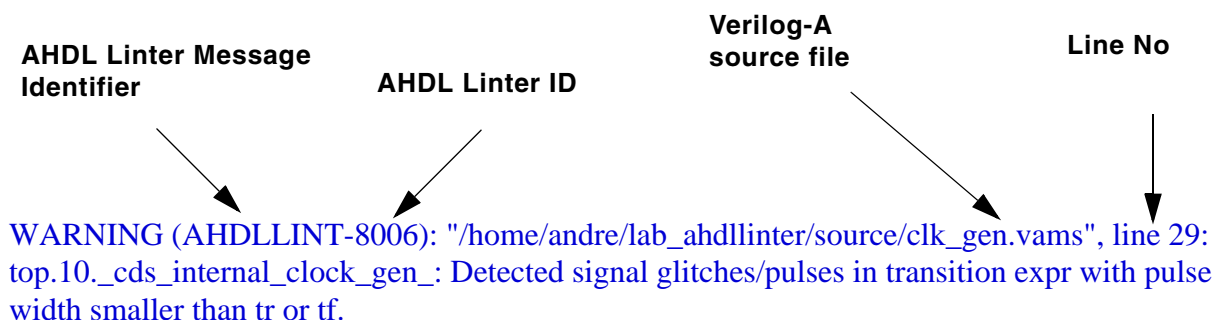 AHDL Linter Message
Identifier
AHDL Linter ID
Verilog-A
source file
Line No
WARNING (AHDLLINT-8006): "/home/andre/lab_ahdllinter/source/clk_gen.vams", line 29:
top.10._cds_internal_clock_gen_: Detected signal glitches/pulses in transition expr with pulse
width smaller than tr or tf.